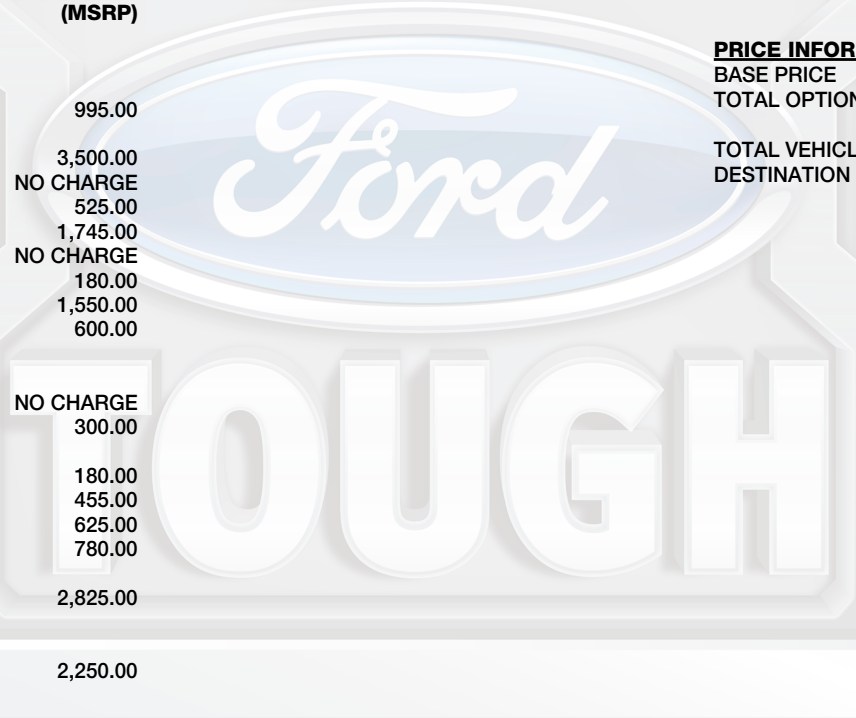 (MSRP)
995.00
3,500.00
NO CHARGE
525.00
1,745.00
NO CHARGE
180.00
1,550.00
600.00
NO CHARGE
300.00
180.00
455.00
625.00
780.00
2,825.00
2,250.00
PRICE INFOR
BASE PRICE
TOTAL OPTION
TOTAL VEHICL
DESTINATION
Ford
TOUGH